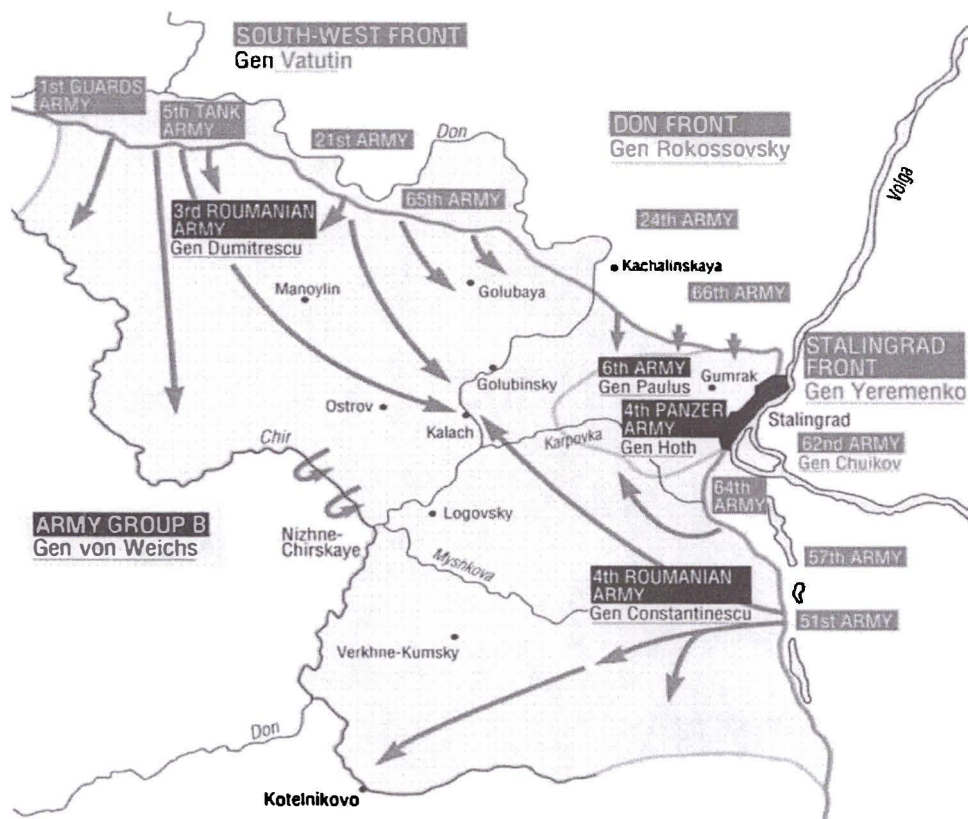 SOUTH-WEST FRONT
Gen Vatutin
1st GUARDS
ARMY
5th TANK
ARMY
21st ARMY
Don
DON FRONT
Gen Rokossovsky
Volga
65th ARMY
3rd ROUMANIAN
ARMY
Gen Dumitrescu
24th ARMY
Kachalinskaya
Manoylin
Golubaya
66th ARMY
STALINGRAD
FRONT
Gen Yeremenko
6th ARMY
Gen Paulus
Gumrak
Golubinsky
Ostrov
Kalach
4th PANZER
ARMY
Gen Hoth
Stalingrad
Karpovka
62nd ARMY
Gen Chuikov
Chir
64th
ARMY
ARMY GROUP B
Gen von Weichs
Logovsky
Nizhne-
Chirskaye
57th ARMY
Myshkova
4th ROUMANIAN
ARMY
Gen Constantinescu
51st ARMY
Verkhne-Kumsky
Don
Kotelnikovo